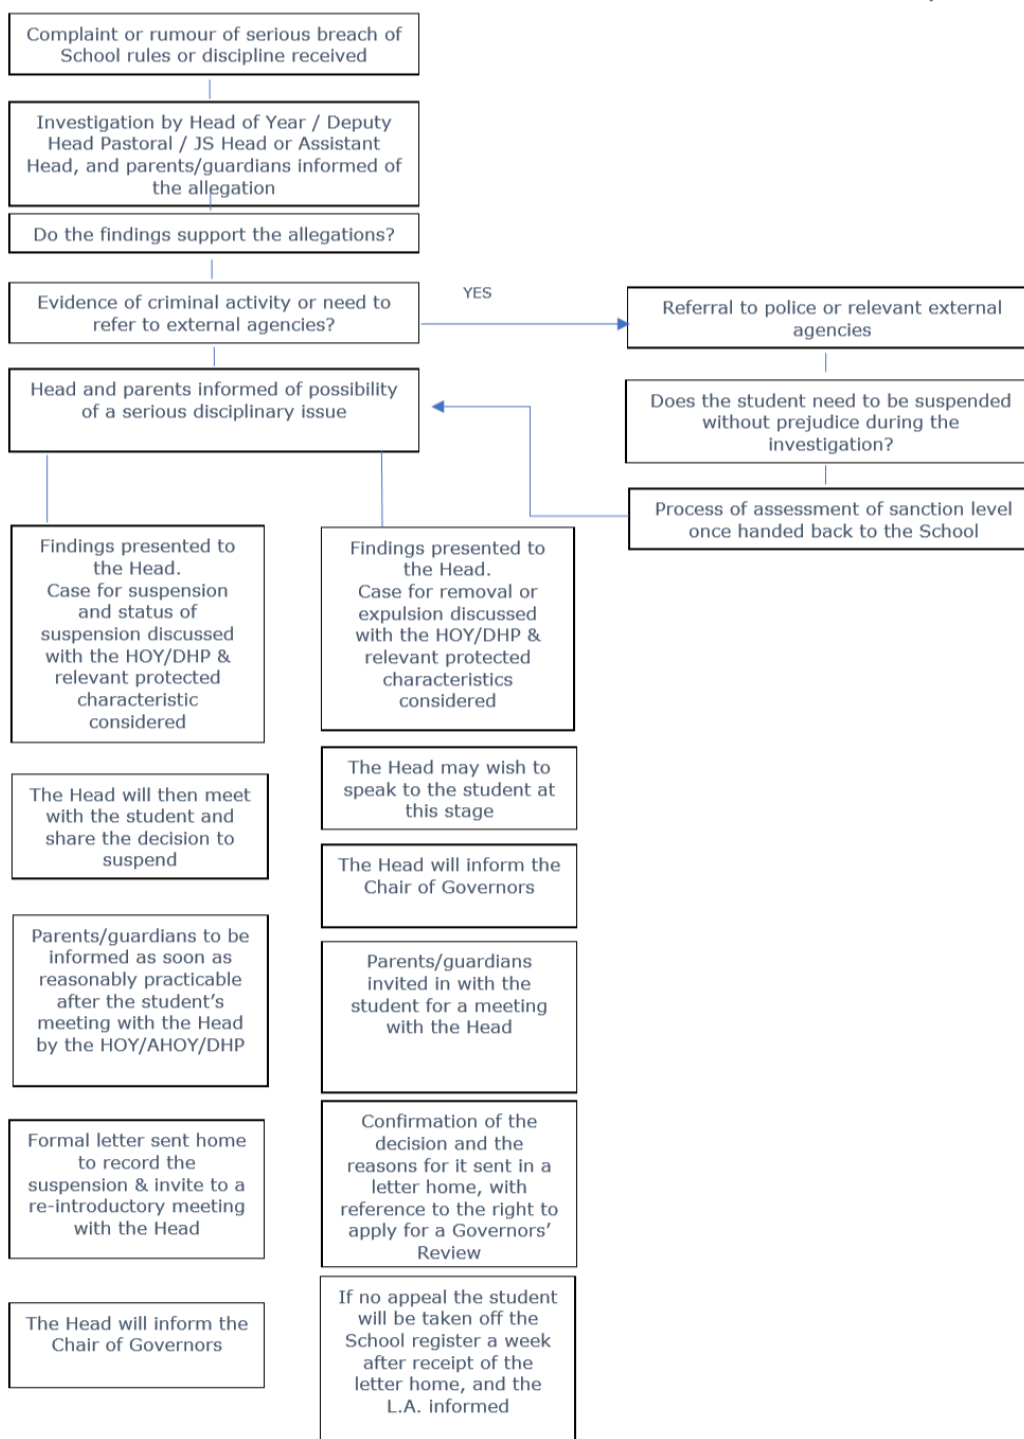 Complaint or rumour of serious breach of
School rules or discipline received
Investigation by Head of Year / Deputy
Head Pastoral / JS Head or Assistant
Head, and parents/guardians informed of
the allegation
Do the findings support the allegations?
Evidence of criminal activity or need to
refer to external agencies?
YES
Referral to police or relevant external
agencies
Does the student need to be suspended
without prejudice during the
investigation?
Process of assessment of sanction level
once handed back to the School
Head and parents informed of possibility
of a serious disciplinary issue
Findings presented to
the Head.
Case for suspension
and status of
suspension discussed
with the HOY/DHP &
relevant protected
characteristic
considered
The Head will then meet
with the student and
share the decision to
suspend
Parents/guardians to be
informed as soon as
reasonably practicable
after the student’s
meeting with the Head
by the HOY/AHOY/DHP
Formal letter sent home
to record the
suspension & invite to a
re-introductory meeting
with the Head
The Head will inform the
Chair of Governors
Findings presented to
the Head.
Case for removal or
expulsion discussed
with the HOY/DHP &
relevant protected
characteristics
considered
The Head may wish to
speak to the student at
this stage
The Head will inform the
Chair of Governors
Parents/guardians
invited in with the
student for a meeting
with the Head
Confirmation of the
decision and the
reasons for it sent in a
letter home, with
reference to the right to
apply for a Governors’
Review
If no appeal the student
will be taken off the
School register a week
after receipt of the
letter home, and the
L.A. informed